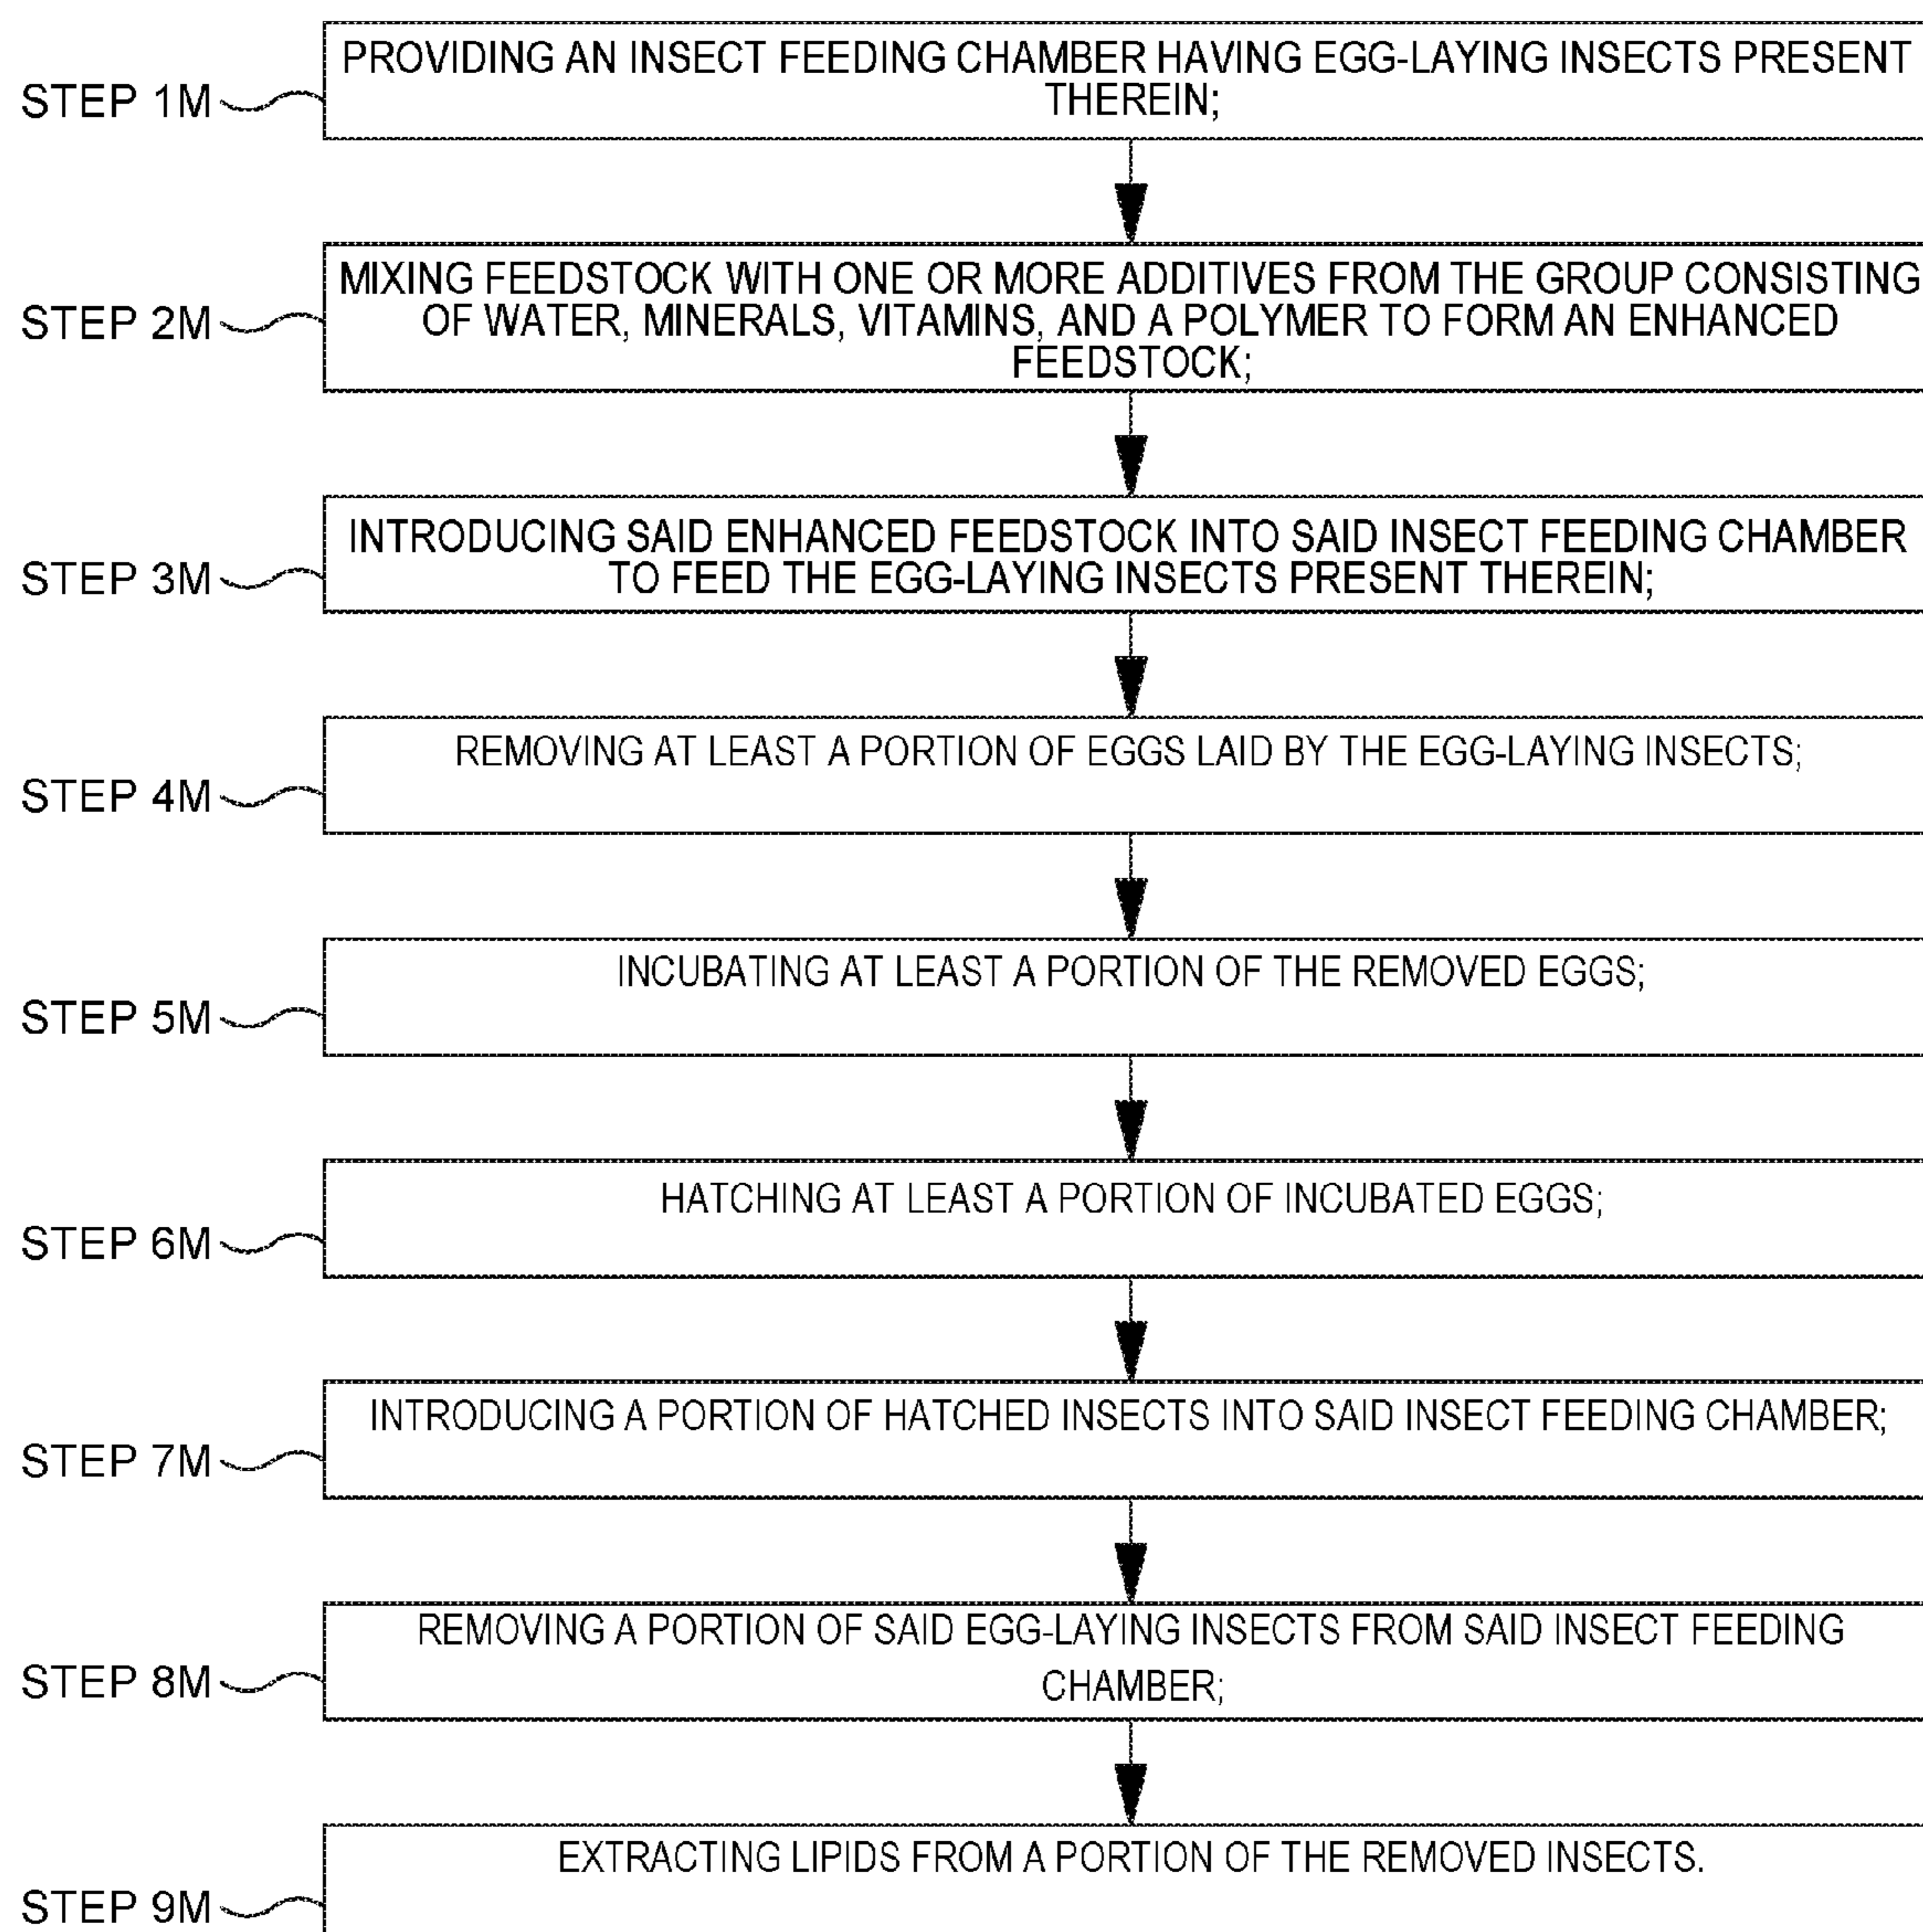 PROVIDING AN INSECT FEEDING CHAMBER HAVING EGG-LAYING INSECTS PRESENT
THEREIN;
STEP 1M
MIXING FEEDSTOCK WITH ONE OR MORE ADDITIVES FROM THE GROUP CONSISTING
OF WATER, MINERALS, VITAMINS, AND A POLYMER TO FORM AN ENHANCED
FEEDSTOCK;
STEP 2M
INTRODUCING SAID ENHANCED FEEDSTOCK INTO SAID INSECT FEEDING CHAMBER
TO FEED THE EGG-LAYING INSECTS PRESENT THEREIN;
STEP 3M
REMOVING AT LEAST A PORTION OF EGGS LAID BY THE EGG-LAYING INSECTS;
STEP 4M
INCUBATING AT LEAST A PORTION OF THE REMOVED EGGS;
STEP 5M
HATCHING AT LEAST A PORTION OF INCUBATED EGGS;
STEP 6M
INTRODUCING A PORTION OF HATCHED INSECTS INTO SAID INSECT FEEDING CHAMBER;
STEP 7M
REMOVING A PORTION OF SAID EGG-LAYING INSECTS FROM SAID INSECT FEEDING
CHAMBER;
STEP 8M
EXTRACTING LIPIDS FROM A PORTION OF THE REMOVED INSECTS.
STEP 9M